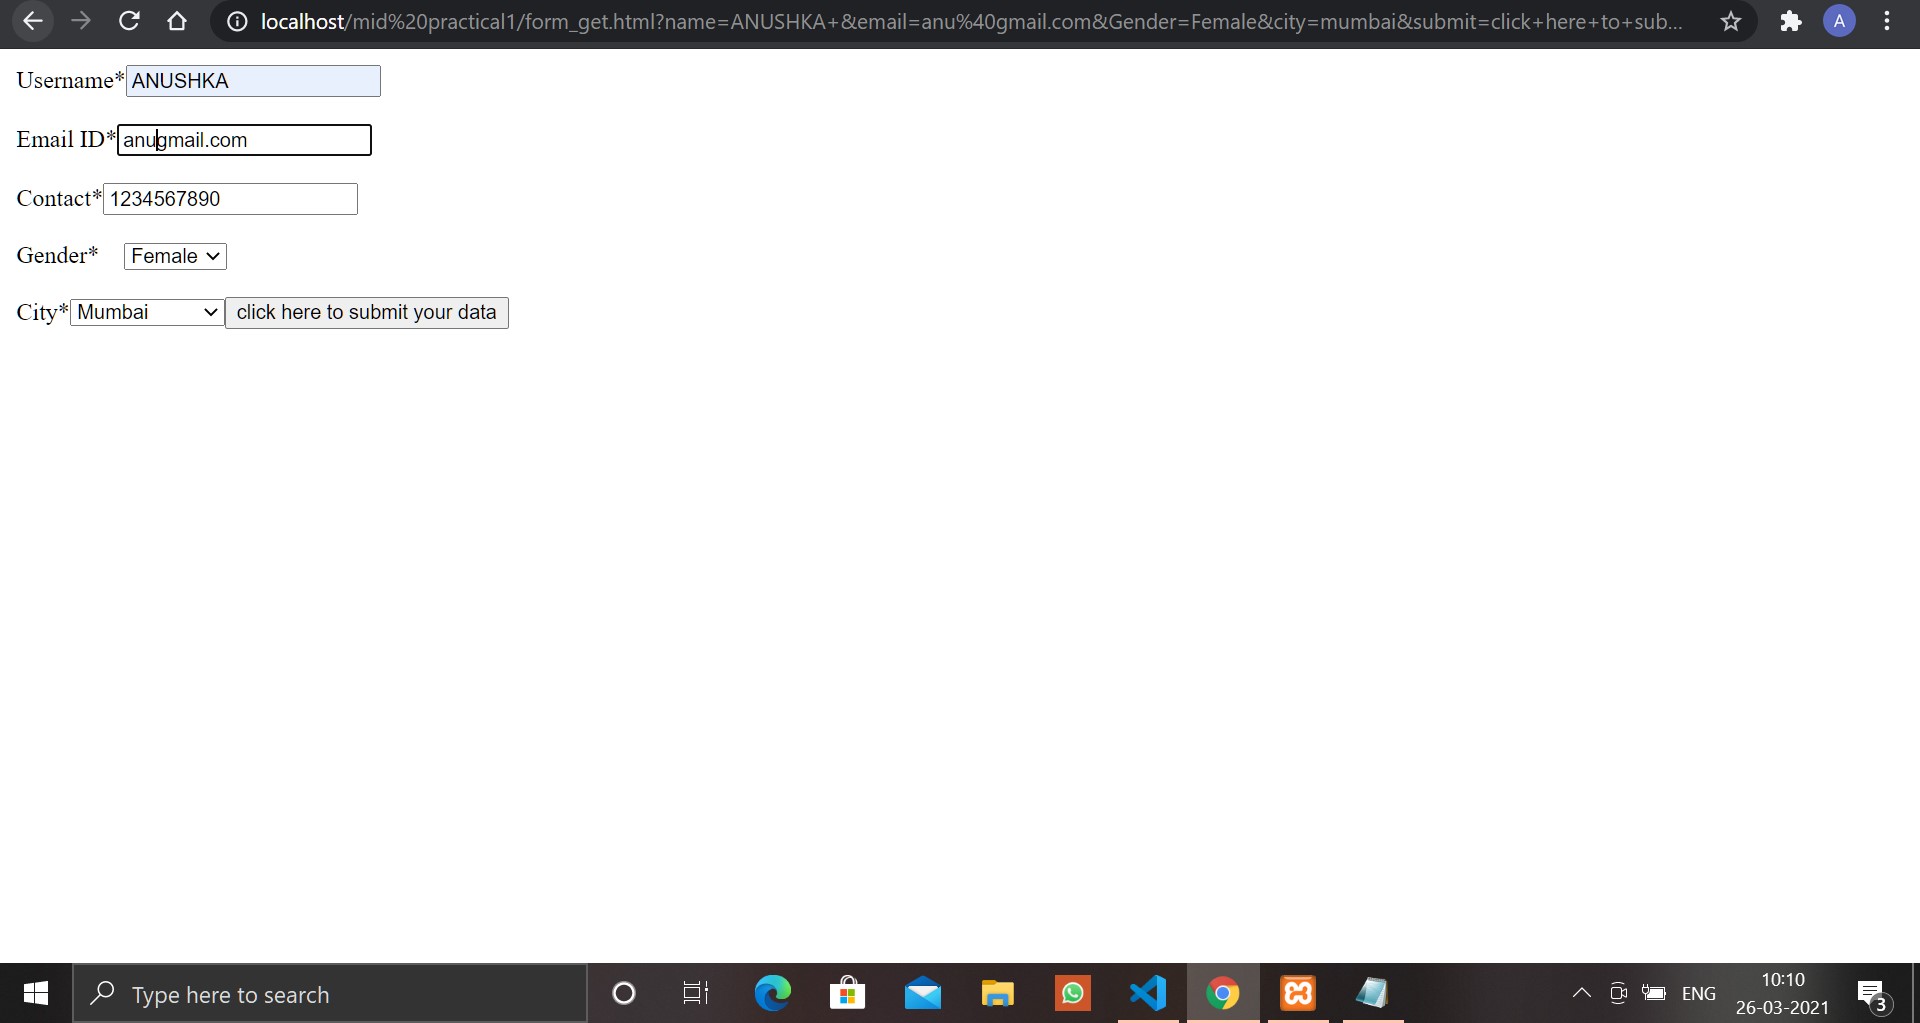 localhost/mid%20practical1/form_get.html?name=ANUSHKA+&email=anu%40gmail.com&Gender=Female&city=mumbai&submit=click+here+to+sub...
A
Username*ANUSHKA
Email ID*anugmail.com
Contact*1234567890
Gender* Female
City*Mumbai click here to submit your data
Type here to search
ENG
10:10
26-03-2021
3